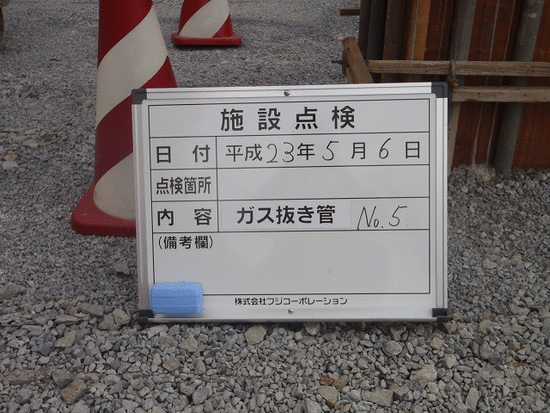 施設点検
日付 平成23年5月6日
点検箇所
内容 ガス抜き管 No.5
(備考欄)
株式会社フジコーポレーション